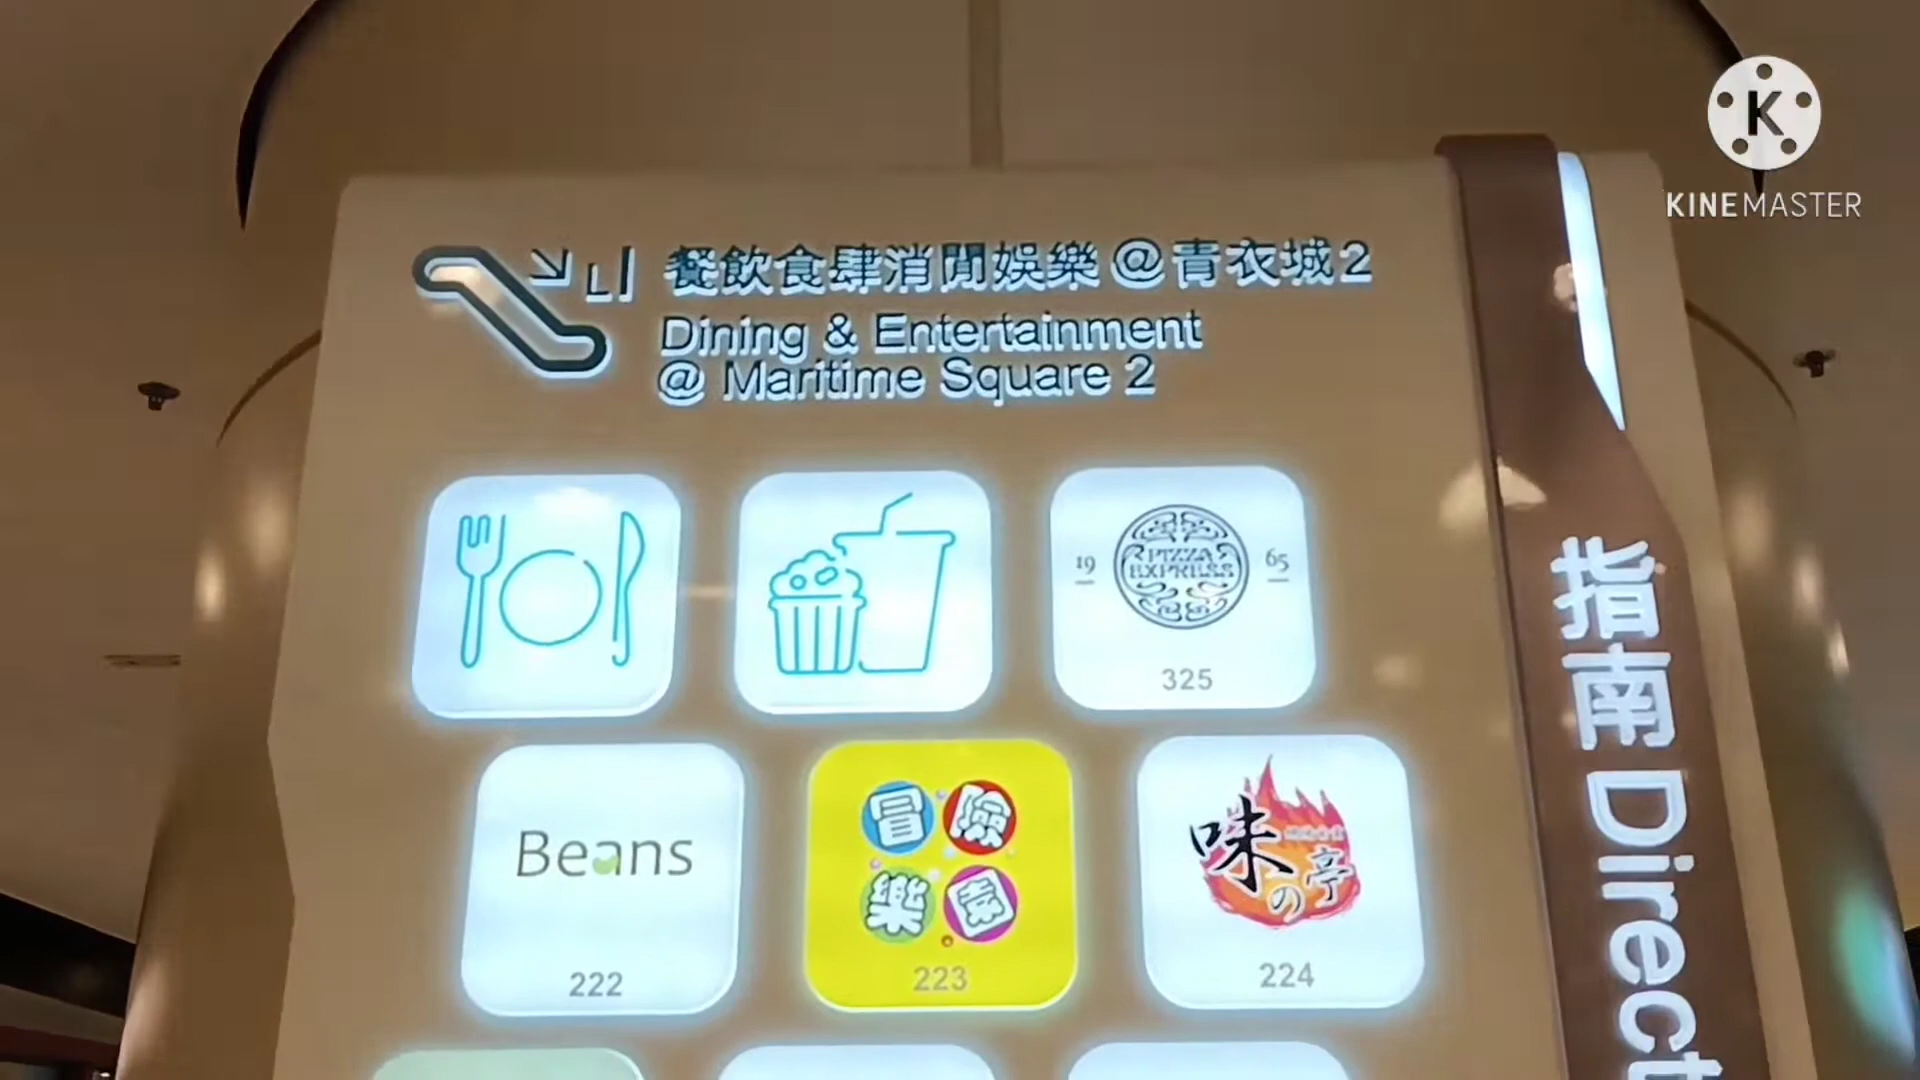 K
KINEMASTER
餐飲食肆消閒娛樂@青衣城2
Dining & Entertainment
@ Maritime Square 2
19 PIZZA EXPRESS 65
325
Beans
222
冒險
樂園
223
味の亭
224
指南 Direct